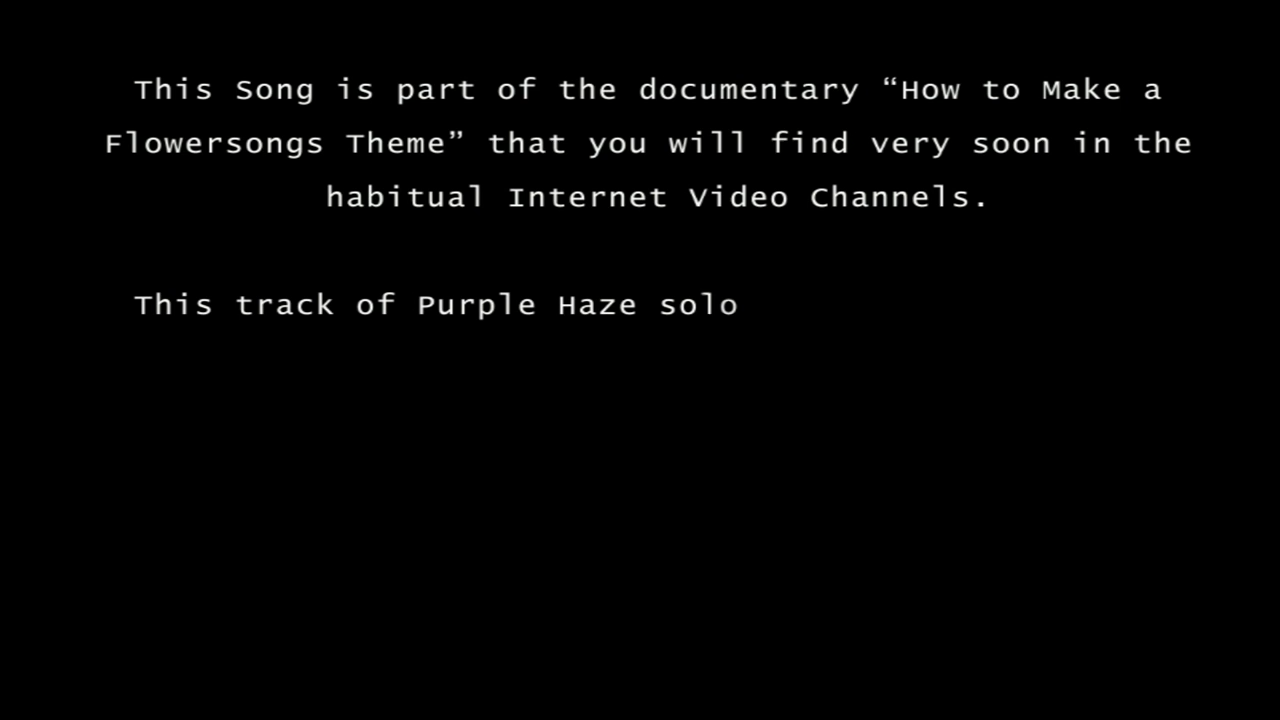 This Song is part of the documentary “How to Make a
Flowersongs Theme” that you will find very soon in the
habitual Internet Video Channels.
This track of Purple Haze solo